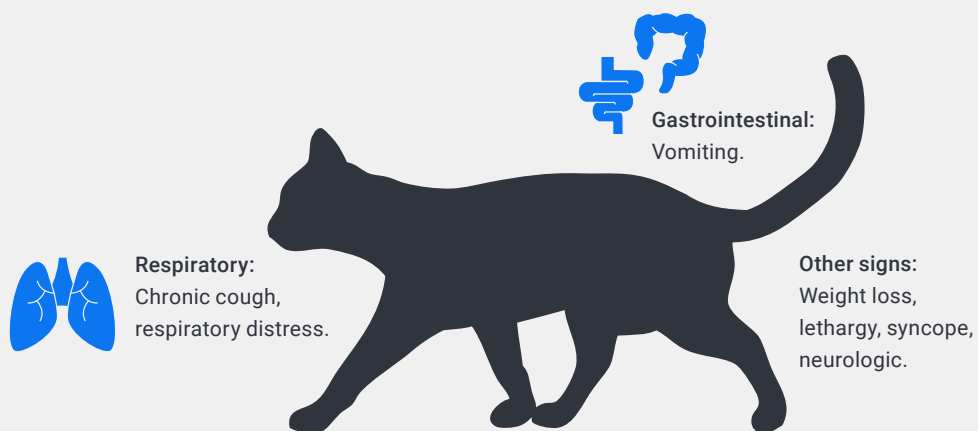 Gastrointestinal:
Vomiting.
Respiratory:
Chronic cough,
respiratory distress.
Other signs:
Weight loss,
lethargy, syncope,
neurologic.